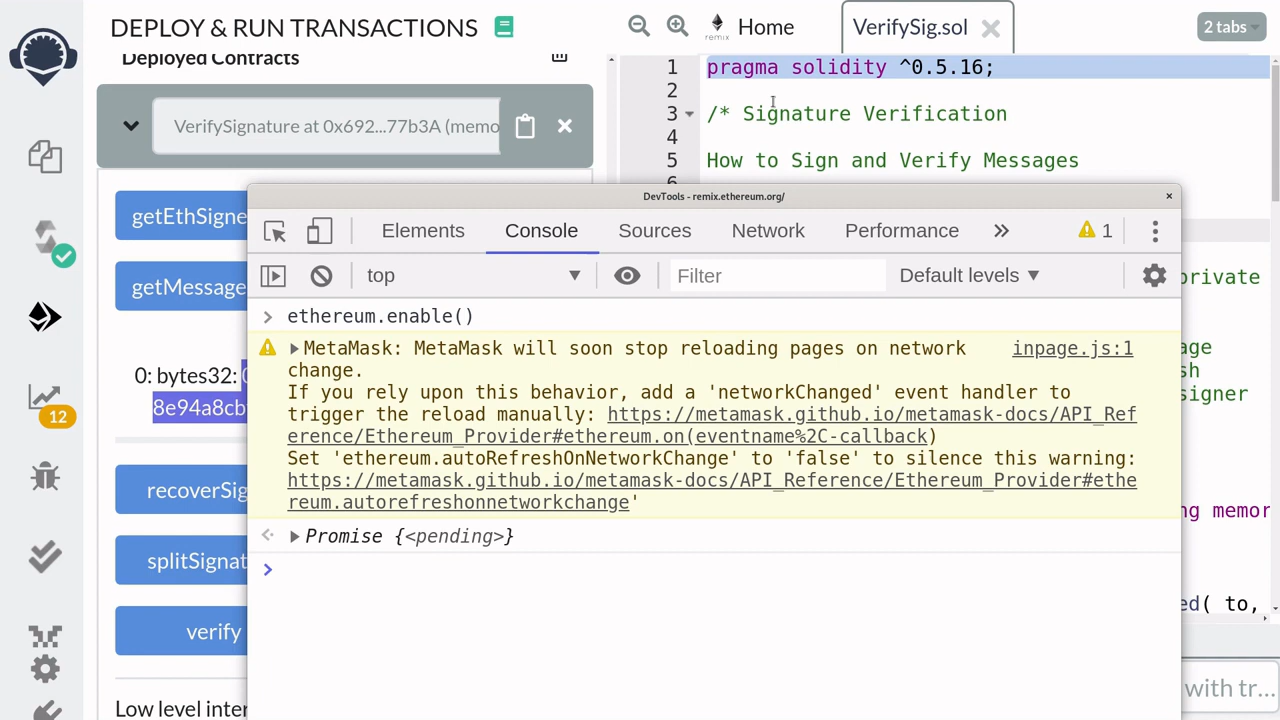 DEPLOY & RUN TRANSACTIONS
Deployed Contracts
VerifySignature at 0x692...77b3A (memo
getEthSigne
getMessage
0: bytes32:
8e94a8cb
recoverSig
splitSignat
verify
Low level inter
12
remix
Home
VerifySig.sol
2 tabs
1 pragma solidity ^0.5.16;
2
3 /* Signature Verification
4
5 How to Sign and Verify Messages
private
age
sh
signer
ng memor
ed( to,
with tr...
DevTools - remix.ethereum.org/
Elements Console Sources Network Performance 1
top Filter Default levels
ethereum.enable()
MetaMask: MetaMask will soon stop reloading pages on network inpage.js:1
change.
If you rely upon this behavior, add a 'networkChanged' event handler to
trigger the reload manually: https://metamask.github.io/metamask-docs/API_Ref
erence/Ethereum_Provider#ethereum.on(eventname%2C-callback)
Set 'ethereum.autoRefreshOnNetworkChange' to 'false' to silence this warning:
https://metamask.github.io/metamask-docs/API_Reference/Ethereum_Provider#ethe
reum.autorefreshonnetworkchange'
Promise {<pending>}